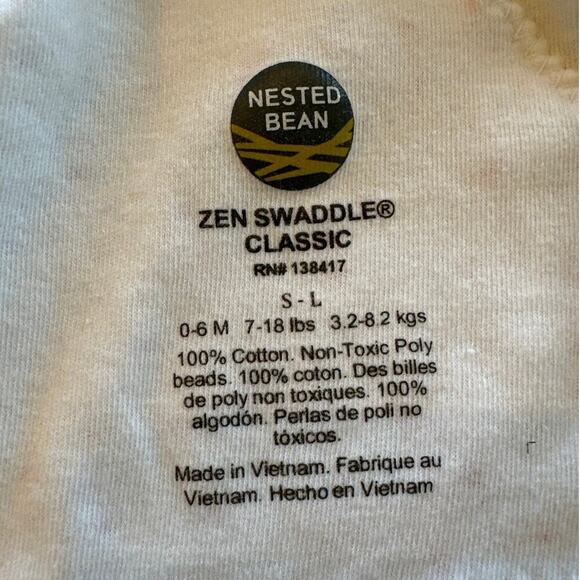 NESTED
BEAN
ZEN SWADDLE®
CLASSIC
RN# 138417
S - L
0-6 M 7-18 lbs 3.2-8.2 kgs
100% Cotton. Non-Toxic Poly
beads. 100% coton. Des billes
de poly non toxiques. 100%
algodón. Perlas de poli no
tóxicos.
Made in Vietnam. Fabrique au
Vietnam. Hecho en Vietnam